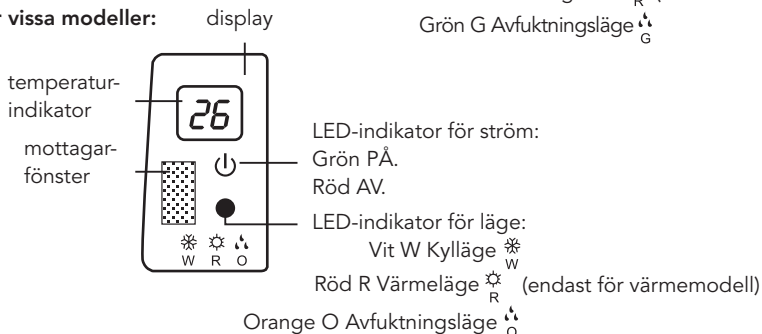 vissa modeller:
display
R
Grön G Avfuktningsläge
G
temperatur-
indikator
26
mottagar-
fönster
LED-indikator för ström:
Grön PÅ.
Röd AV.
LED-indikator för läge:
W R O
Vit W Kylläge
W
Röd R Värmeläge
R
(endast för värmemodell)
Orange O Avfuktningsläge
O